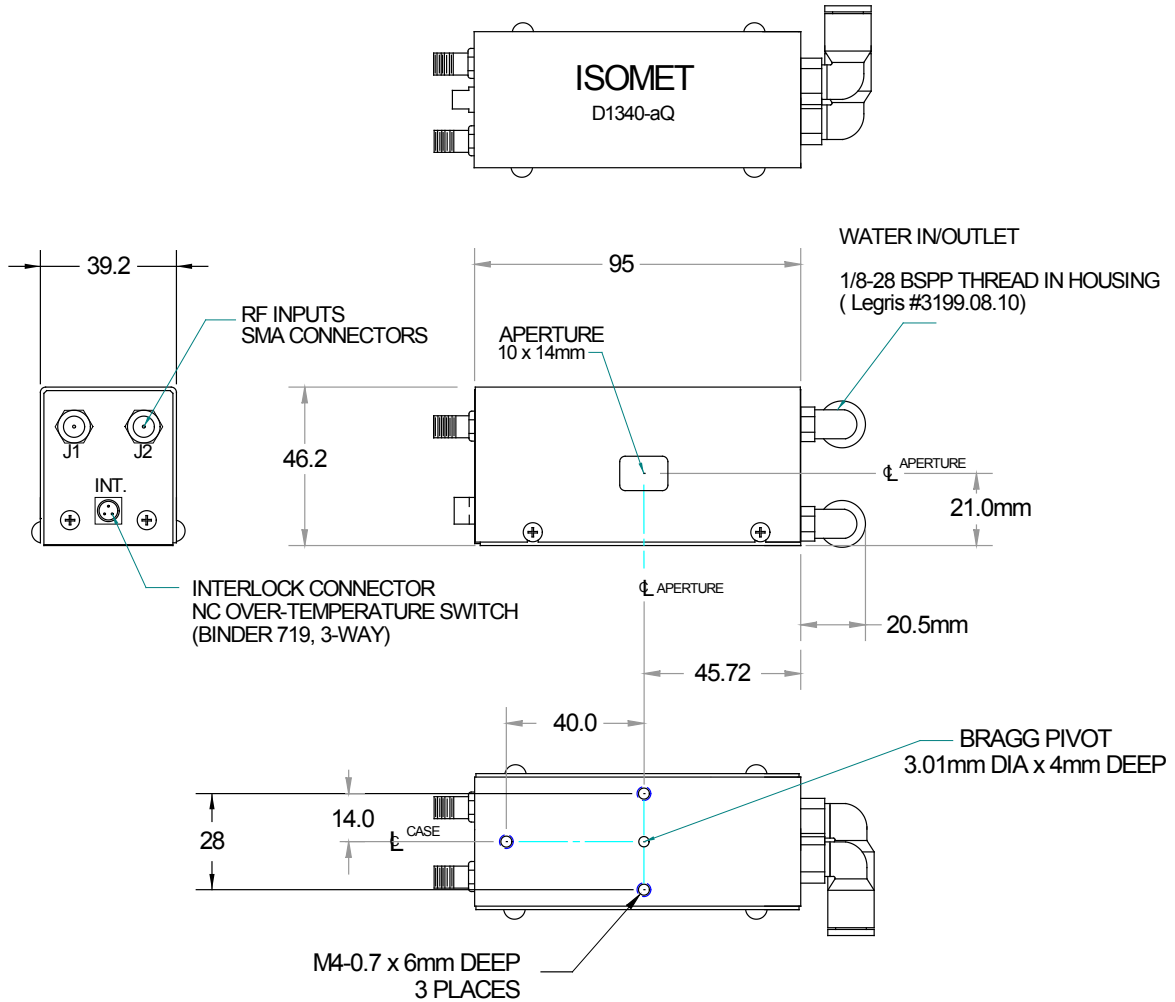 ISOMET
D1340-aQ
WATER IN/OUTLET
1/8-28 BSPP THREAD IN HOUSING
( Legris #3199.08.10)
39.2
95
RF INPUTS
SMA CONNECTORS
APERTURE
10 x 14mm
J1
J2
INT.
46.2
℄ APERTURE
21.0mm
℄ APERTURE
INTERLOCK CONNECTOR
NC OVER-TEMPERATURE SWITCH
(BINDER 719, 3-WAY)
20.5mm
45.72
40.0
BRAGG PIVOT
3.01mm DIA x 4mm DEEP
14.0
28
℄ CASE
M4-0.7 x 6mm DEEP
3 PLACES